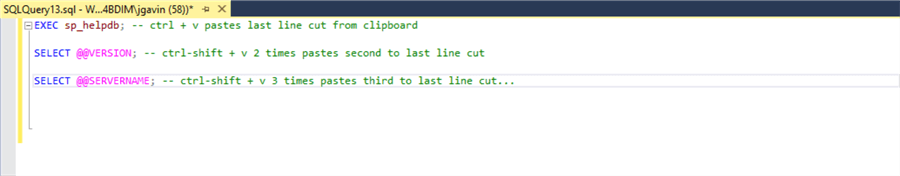 SQLQuery13.sql - W...4BDIM\jgavin (58))*
EXEC sp_helpdb; -- ctrl + v pastes last line cut from clipboard
SELECT @@VERSION; -- ctrl-shift + v 2 times pastes second to last line cut
SELECT @@SERVERNAME; -- ctrl-shift + v 3 times pastes third to last line cut...